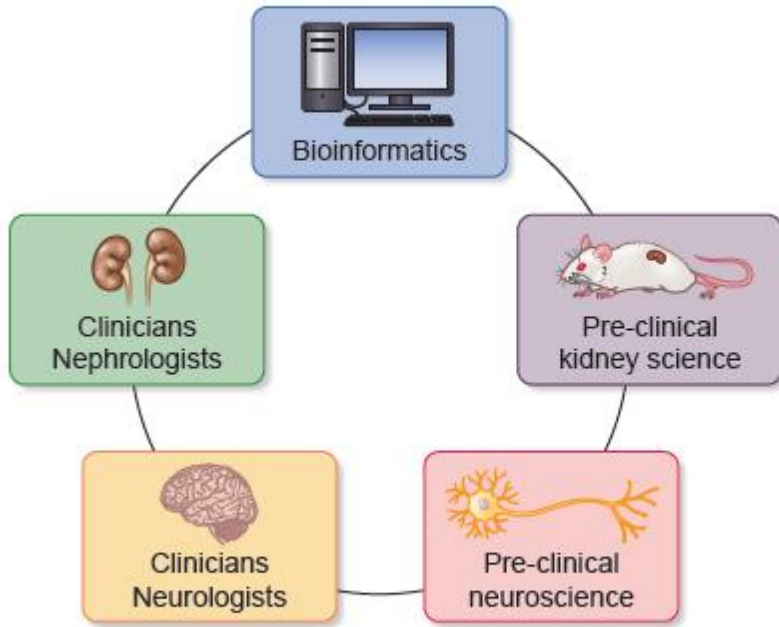 Bioinformatics
Clinicians
Nephrologists
Pre-clinical
kidney science
Clinicians
Neurologists
Pre-clinical
neuroscience